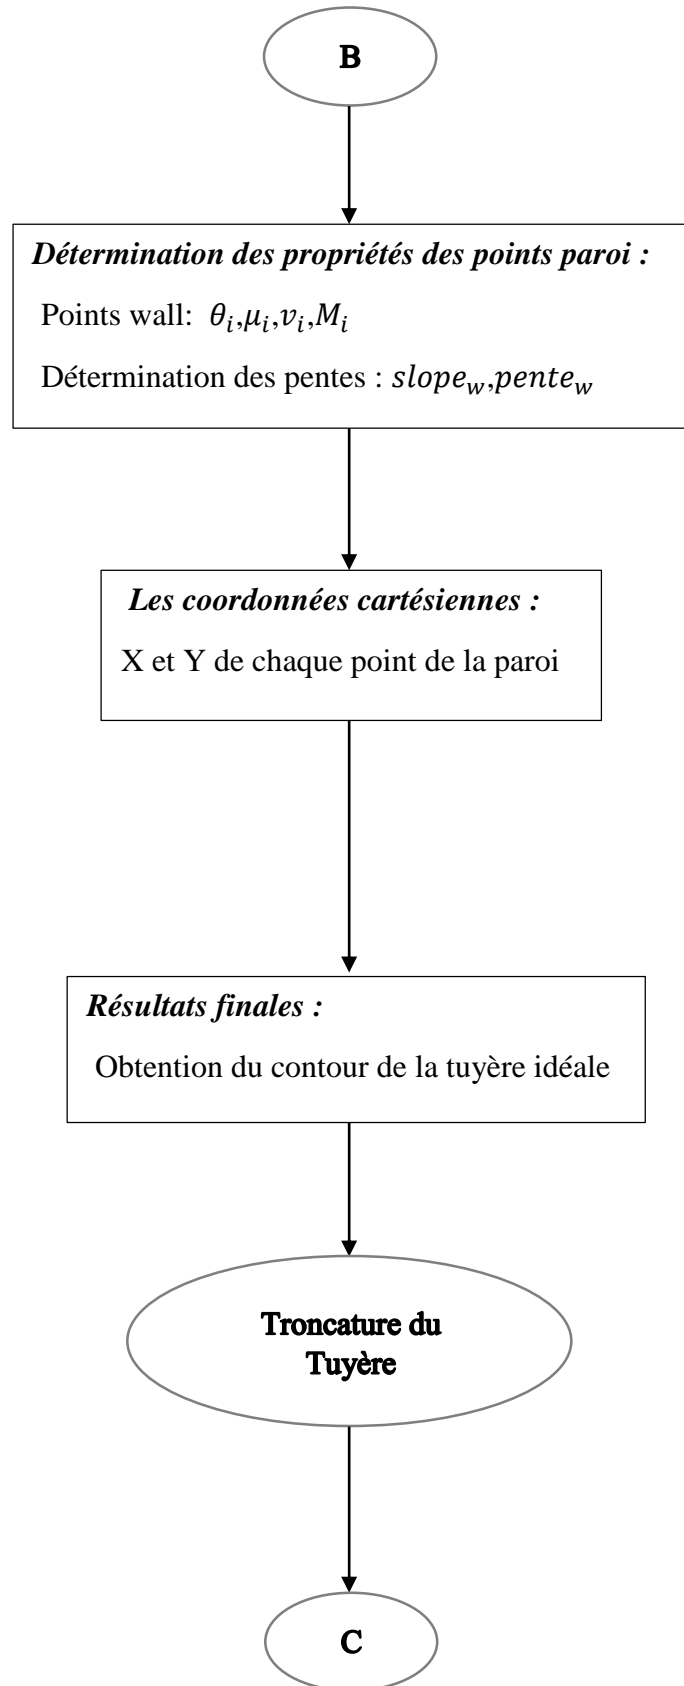 B
Détermination des propriétés des points paroi :
Points wall: θ_i,μ_i,v_i,M_i
Détermination des pentes : slope_w,pente_w
Les coordonnées cartésiennes :
X et Y de chaque point de la paroi
Résultats finales :
Obtention du contour de la tuyère idéale
Troncature du
Tuyère
C